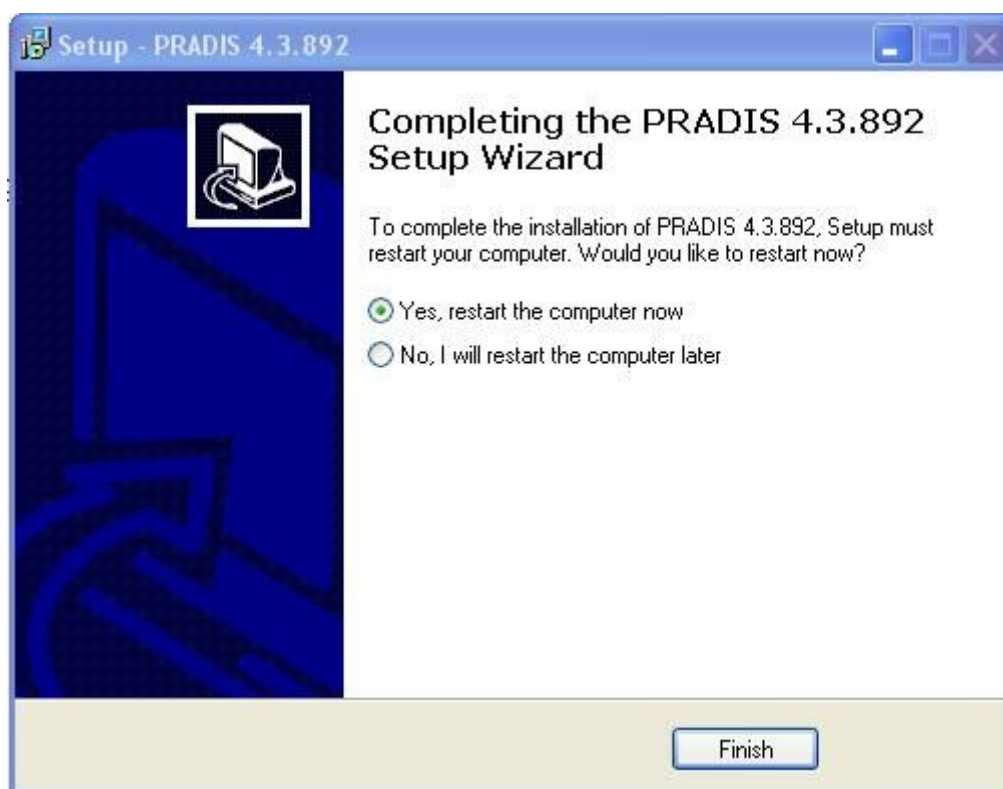 Setup - PRADIS 4.3.892
Completing the PRADIS 4.3.892
Setup Wizard
To complete the installation of PRADIS 4.3.892, Setup must
restart your computer. Would you like to restart now?
Yes, restart the computer now
No, I will restart the computer later
Finish